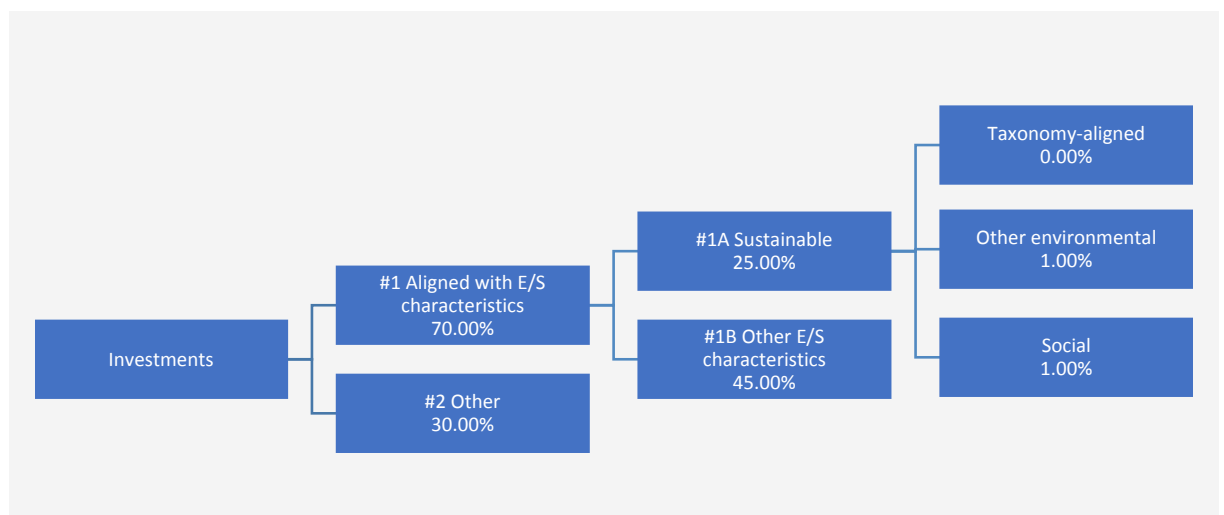 Investments
#1 Aligned with E/S
characteristics
70.00%
#2 Other
30.00%
#1A Sustainable
25.00%
#1B Other E/S
characteristics
45.00%
Taxonomy-aligned
0.00%
Other environmental
1.00%
Social
1.00%